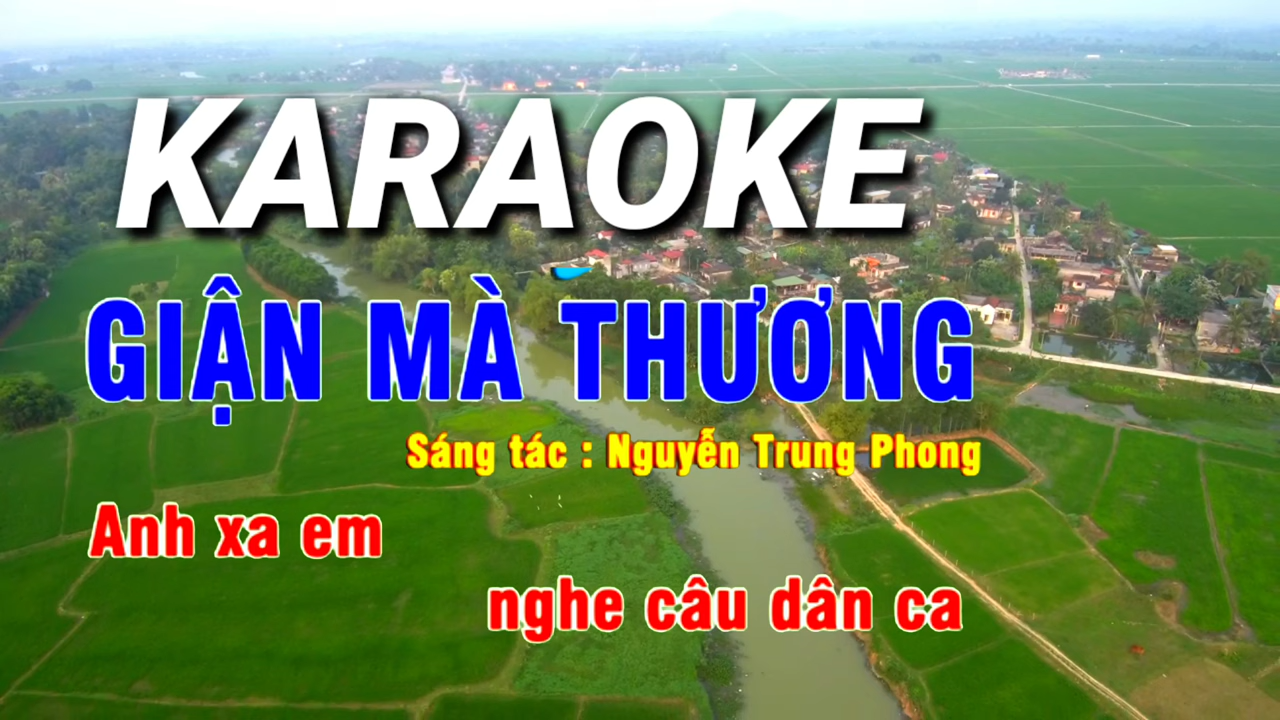 KARAOKE
GIẬN MÀ THƯƠNG
Sáng tác : Nguyễn Trung Phong
Anh xa em
nghe câu dân ca